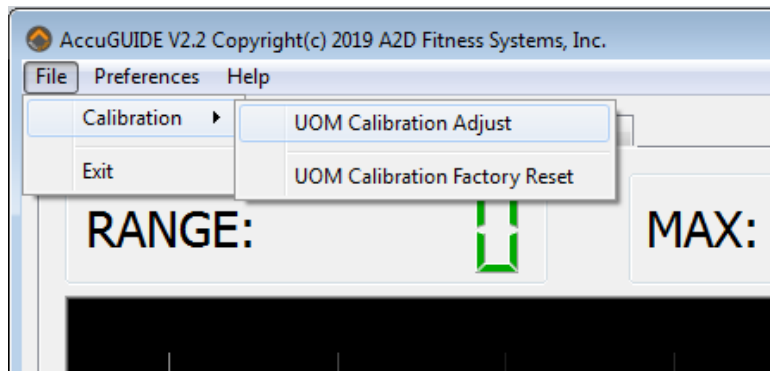 AccuGUIDE V2.2 Copyright(c) 2019 A2D Fitness Systems, Inc.
File Preferences Help
Calibration
UOM Calibration Adjust
Exit
UOM Calibration Factory Reset
RANGE: 0 MAX: